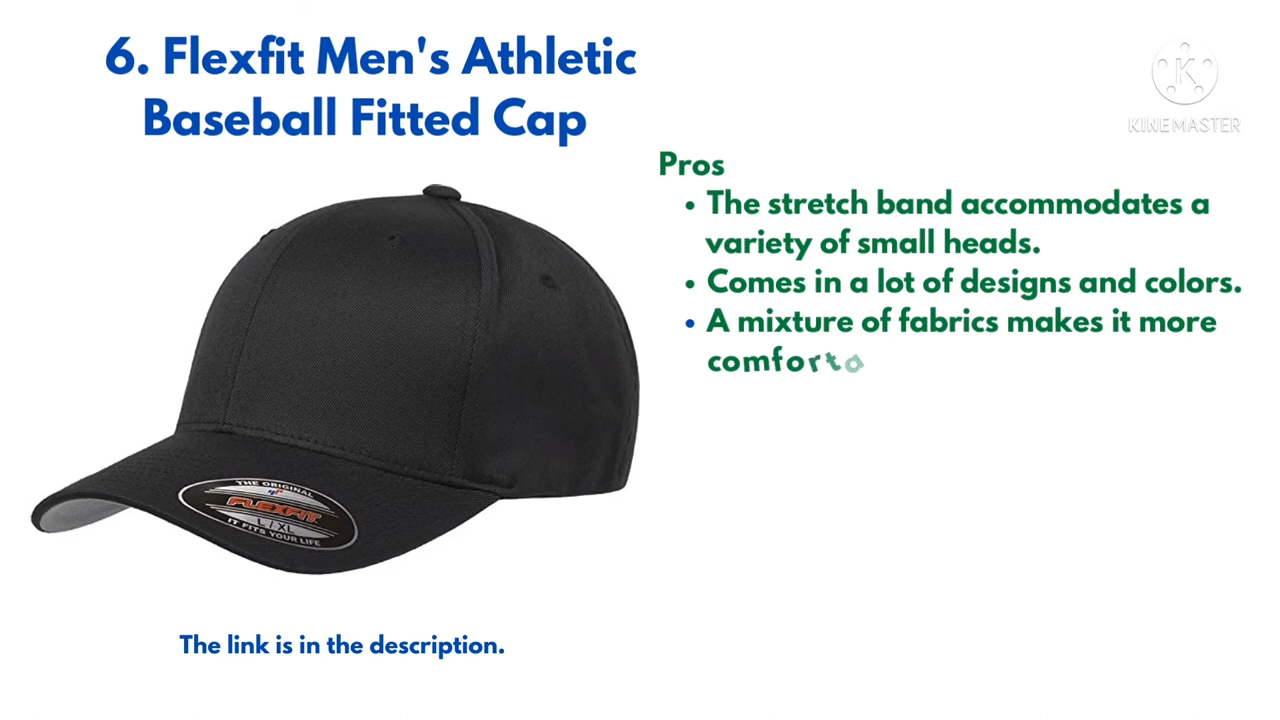 6. Flexfit Men's Athletic
Baseball Fitted Cap
KINEMASTER
Pros
• The stretch band accommodates a
variety of small heads.
• Comes in a lot of designs and colors.
• A mixture of fabrics makes it more
comforta
THE ORIGINAL
FLEXFIT
L / XL
IT FITS YOUR LIFE
The link is in the description.